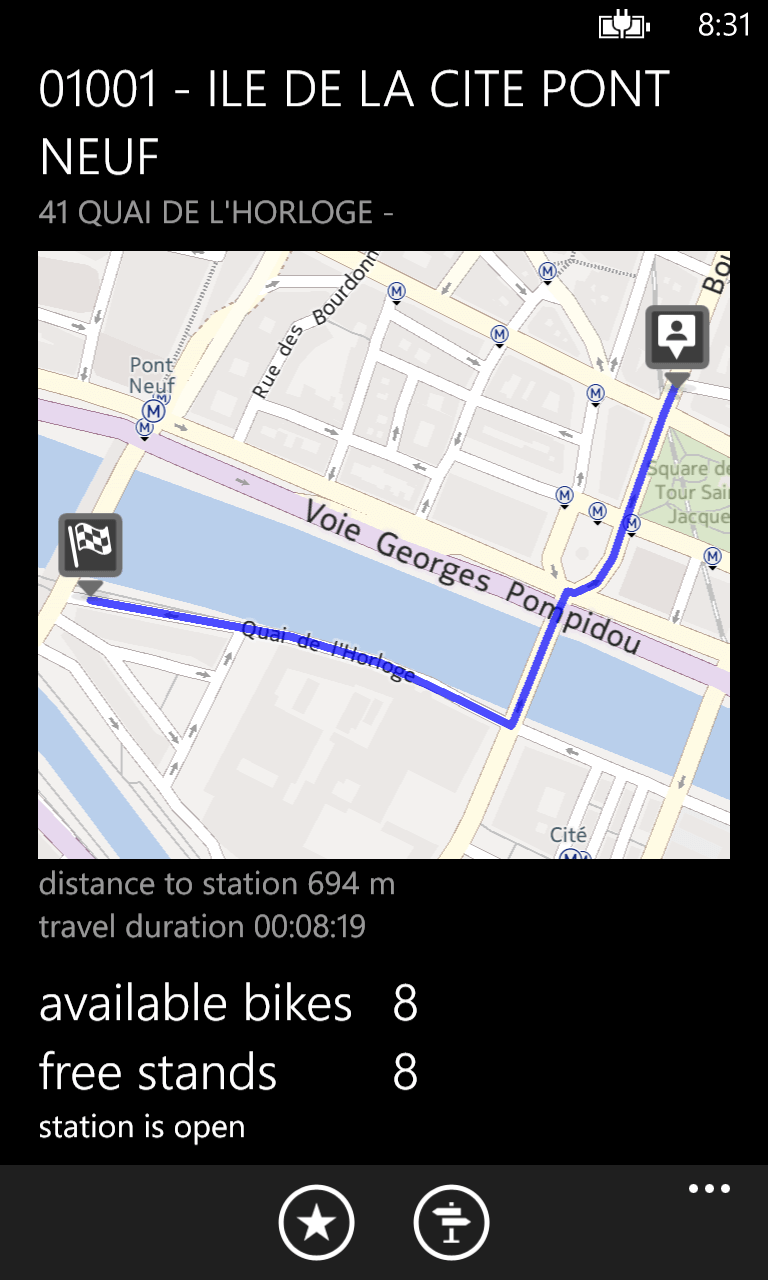 8:31
01001 - ILE DE LA CITE PONT
NEUF
41 QUAI DE L'HORLOGE -
Rue des Bourdonn
Bou
M
M
M
Pont
Neuf
M
M
M
M
Square de
Tour Sai
Jacque
M
M
M
M
Voie Georges Pompidou
Quai de l'Horloge
Cité
M
distance to station 694 m
travel duration 00:08:19
available bikes 8
free stands 8
station is open